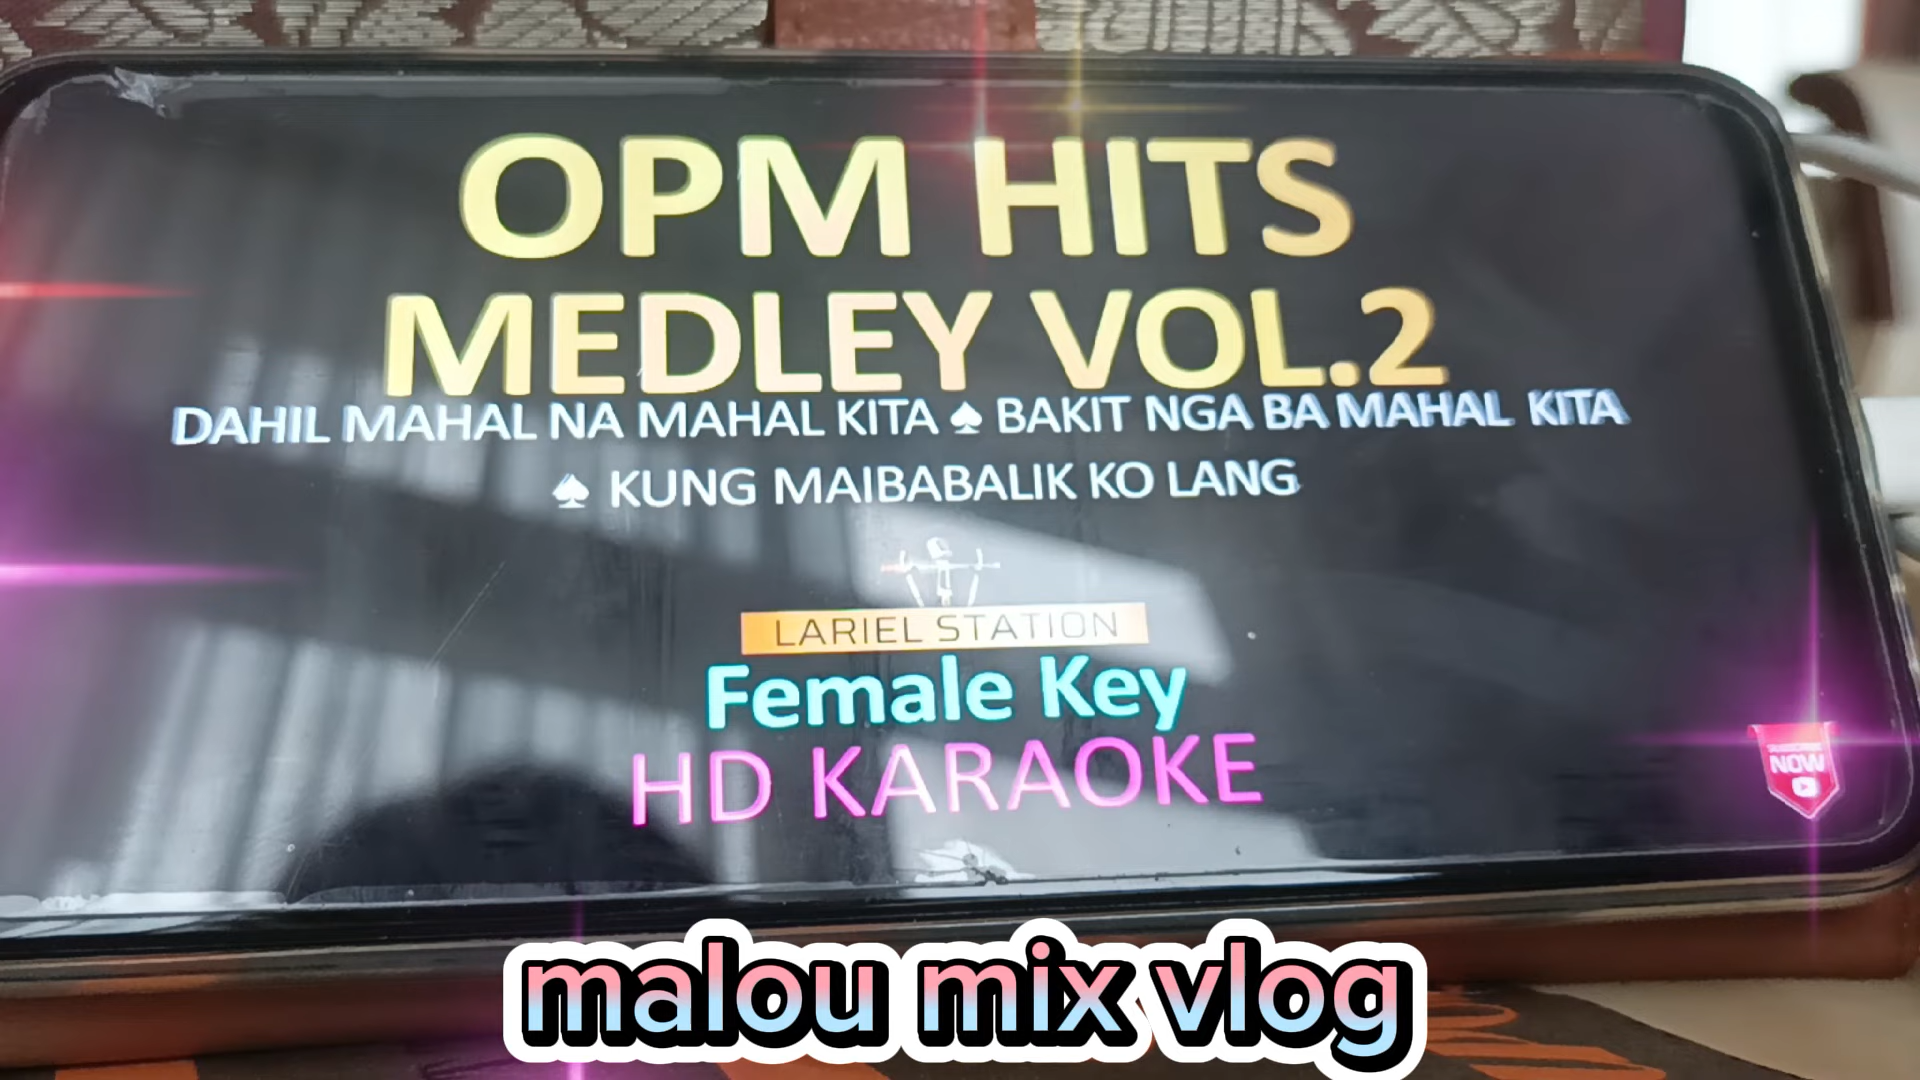 OPM HITS
MEDLEY VOL.2
DAHIL MAHAL NA MAHAL KITA ♠ BAKIT NGA BA MAHAL KITA
♠ KUNG MAIBABALIK KO LANG
LARIEL STATION
Female Key
HD KARAOKE
SUBSCRIBE
NOW
malou mix vlog